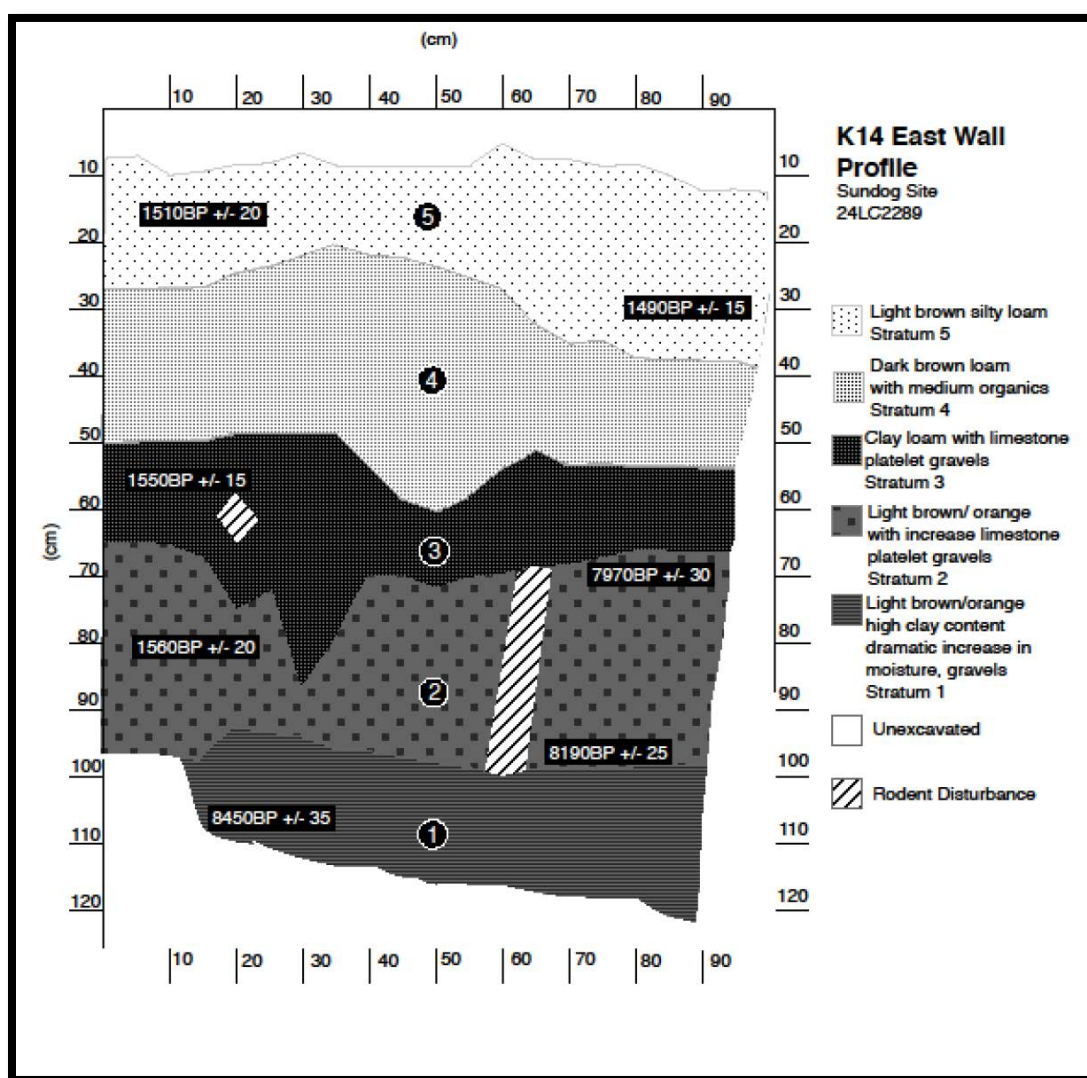 (cm)
10 20 30 40 50 60 70 80 90
K14 East Wall
Profile
Sundog Site
24LC2289
10 10
1510BP +/- 20
5
20 20
30 30
1490BP +/- 15
Light brown silty loam
Stratum 5
40 40
4
Dark brown loam
with medium organics
Stratum 4
50 50
Clay loam with limestone
platelet gravels
Stratum 3
1550BP +/- 15
60 60
(cm)
3
Light brown/ orange
with increase limestone
platelet gravels
Stratum 2
70 70
7970BP +/- 30
80 80
1560BP +/- 20
Light brown/orange
high clay content
dramatic increase in
moisture, gravels
Stratum 1
2
90 90
Unexcavated
8190BP +/- 25
100 100
Rodent Disturbance
8450BP +/- 35
1
110 110
120 120
10 20 30 40 50 60 70 80 90